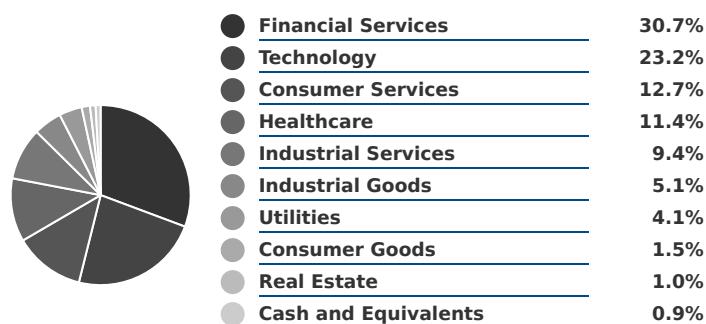 Financial Services 30.7%
Technology 23.2%
Consumer Services 12.7%
Healthcare 11.4%
Industrial Services 9.4%
Industrial Goods 5.1%
Utilities 4.1%
Consumer Goods 1.5%
Real Estate 1.0%
Cash and Equivalents 0.9%